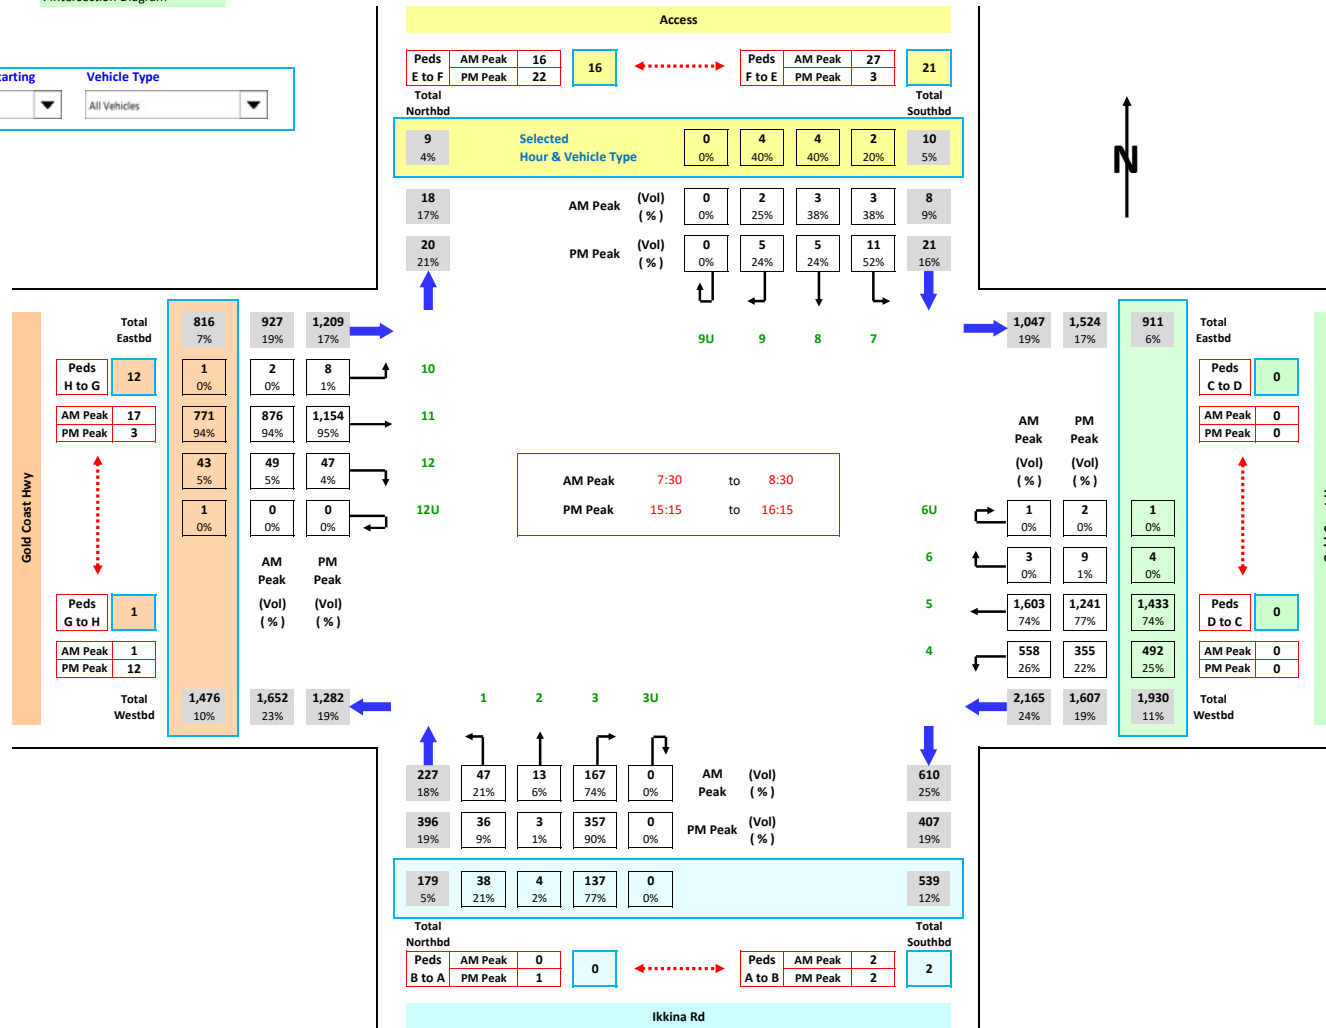 Access
Peds AM Peak 16 16 Peds AM Peak 27 21
E to F PM Peak 22 F to E PM Peak 3
Vehicle Type
All Vehicles
Total Total
Northbd Southbd
9 Selected 0 4 4 2 10
4% Hour & Vehicle Type 0% 40% 40% 20% 5%
N
18 AM Peak (Vol) 0 2 3 3 8
17% ( % ) 0% 25% 38% 38% 9%
20 PM Peak (Vol) 0 5 5 11 21
21% ( % ) 0% 24% 24% 52% 16%
Total 816 927 1,209 1,047 1,524 911 Total
Eastbd 7% 19% 17% 19% 17% 6% Eastbd
9U 9 8 7
Peds 12 1 2 8 10 Peds 0
H to G 0% 0% 1% C to D
AM Peak 17 771 876 1,154 11 AM Peak 0
PM Peak 3 94% 94% 95% PM Peak 0
AM PM
Peak Peak
43 49 47 12 (Vol) (Vol)
5% 5% 4% ( % ) ( % )
AM Peak 7:30 to 8:30
PM Peak 15:15 to 16:15
1 0 0 12U 6U 1 2 1
0% 0% 0% 0% 0% 0%
Gold Coast Hwy
AM PM 6 3 9 4
Peak Peak 0% 1% 0%
Peds 1 (Vol) (Vol) 5 1,603 1,241 1,433 Peds 0
G to H ( % ) ( % ) 74% 77% 74% D to C
AM Peak 1 4 558 355 492 AM Peak 0
PM Peak 12 26% 22% 25% PM Peak 0
Total 1,476 1,652 1,282 1 2 3 3U 2,165 1,607 1,930 Total
Westbd 10% 23% 19% 24% 19% 11% Westbd
227 47 13 167 0 AM (Vol) 610
18% 21% 6% 74% 0% Peak ( % ) 25%
396 36 3 357 0 PM Peak (Vol) 407
19% 9% 1% 90% 0% ( % ) 19%
179 38 4 137 0 539
5% 21% 2% 77% 0% 12%
Total Total
Northbd Southbd
Peds AM Peak 0 0 Peds AM Peak 2 2
B to A PM Peak 1 A to B PM Peak 2
Ikkina Rd